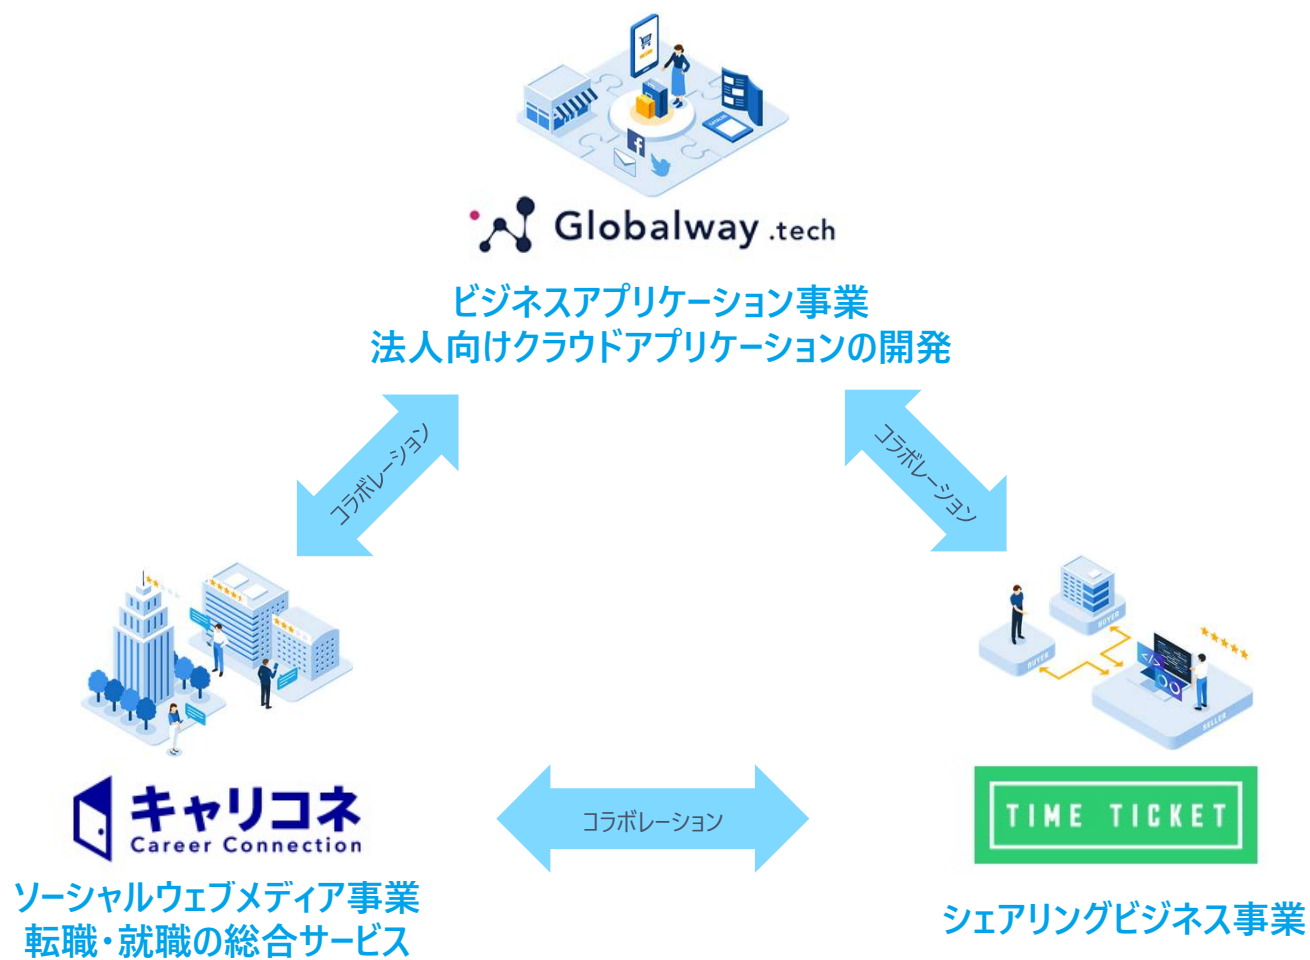 CATALOG
f
Globalway .tech
ビジネスアプリケーション事業
法人向けクラウドアプリケーションの開発
コラボレーション
コラボレーション
BUYER
BUYER
</>
SELLER
キャリコネ
Career Connection
コラボレーション
TIME TICKET
ソーシャルウェブメディア事業
転職・就職の総合サービス
シェアリングビジネス事業